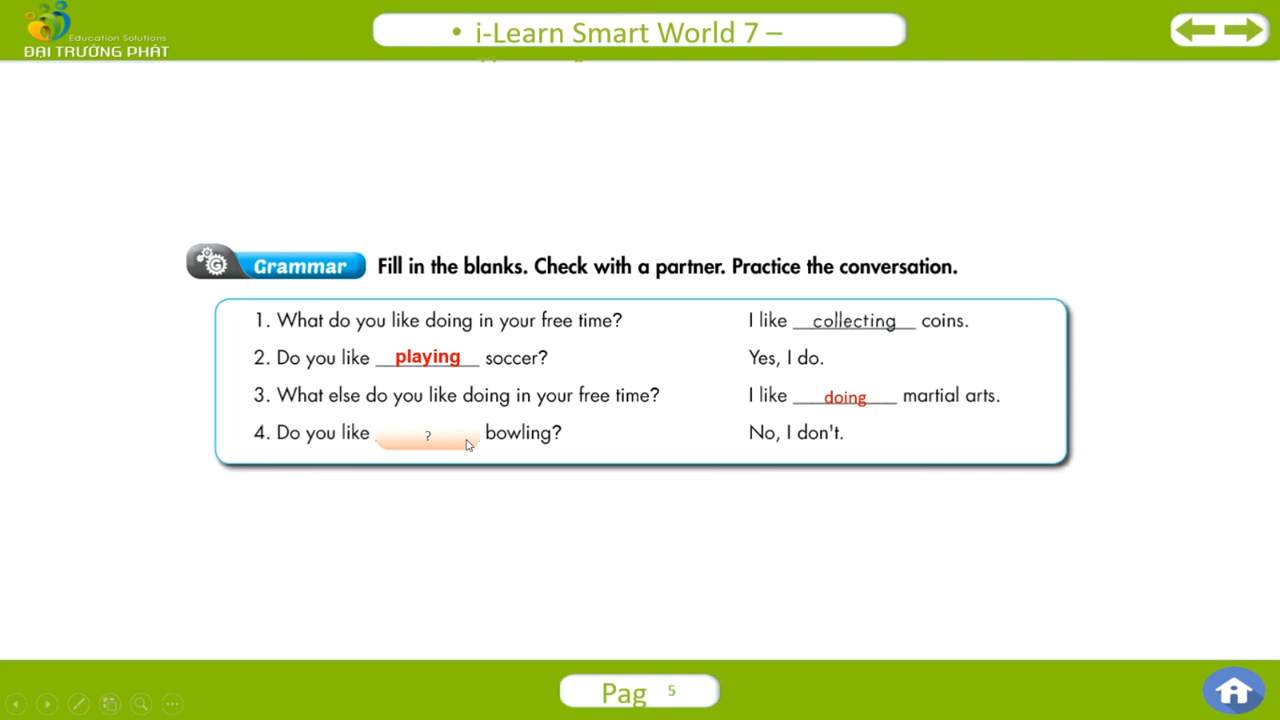 Education Solutions
ĐẠI TRƯỜNG PHÁT
• i-Learn Smart World 7 –
G Grammar Fill in the blanks. Check with a partner. Practice the conversation.
1. What do you like doing in your free time? I like collecting coins.
2. Do you like playing soccer? Yes, I do.
3. What else do you like doing in your free time? I like doing martial arts.
4. Do you like ? bowling? No, I don't.
Pag 5